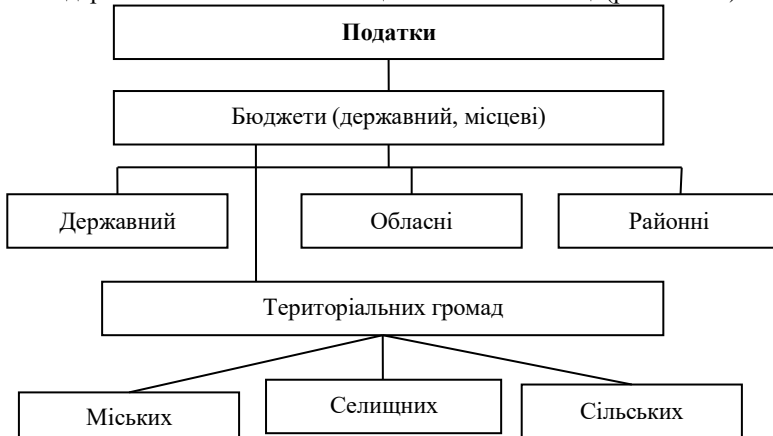 Податки
Бюджети (державний, місцеві)
Державний
Обласні
Районні
Територіальних громад
Міських
Селищних
Сільських